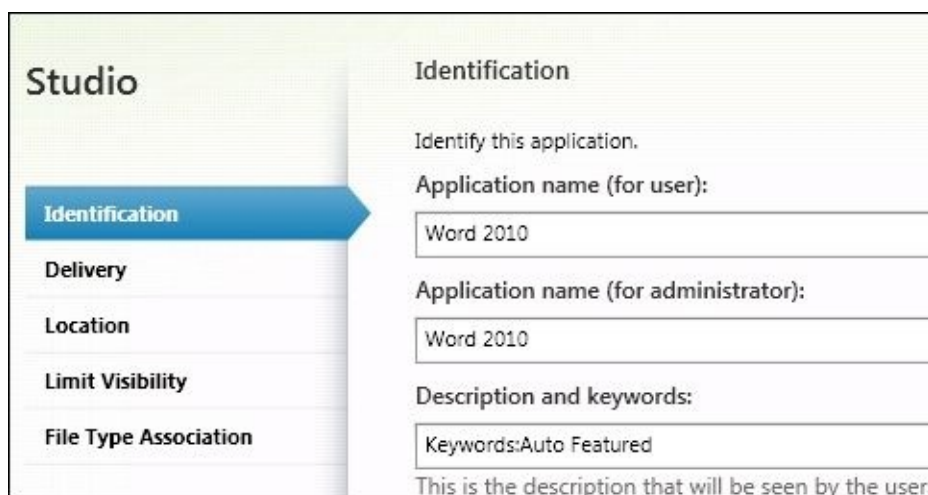 Studio
Identification
Delivery
Location
Limit Visibility
File Type Association
Identification
Identify this application.
Application name (for user):
Word 2010
Application name (for administrator):
Word 2010
Description and keywords:
Keywords:Auto Featured
This is the description that will be seen by the user